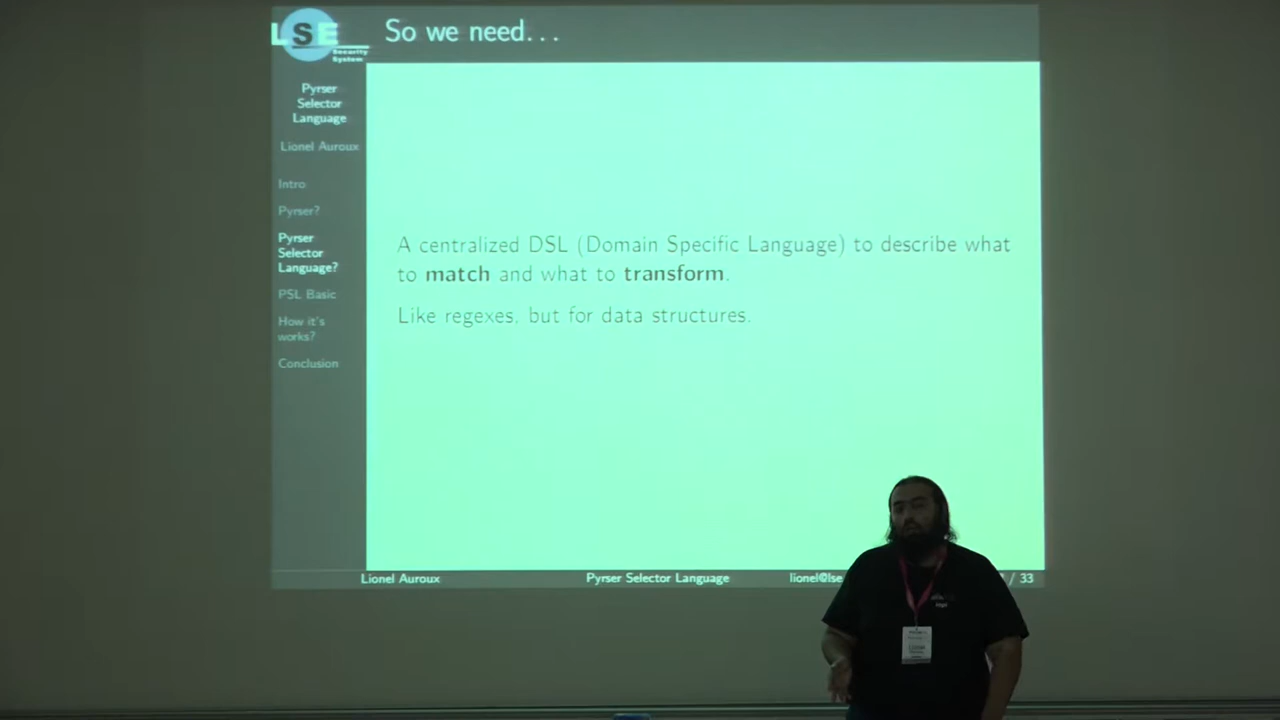 LSE
Security
System
So we need...
Pyrser
Selector
Language
Lionel Auroux
Intro
Pyrser?
Pyrser
Selector
Language?
PSL Basic
How it's
works?
Conclusion
A centralized DSL (Domain Specific Language) to describe what
to match and what to transform.
Like regexes, but for data structures.
Lionel Auroux
Pyrser Selector Language
lionel@lse
/ 33